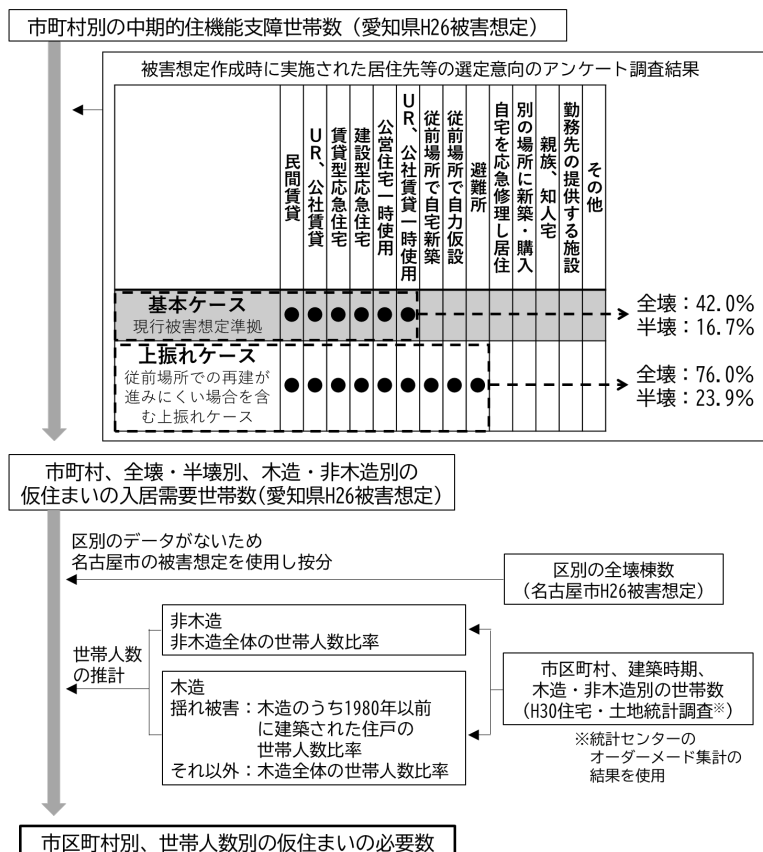 市町村別の中期的住機能支障世帯数（愛知県H26被害想定）
被害想定作成時に実施された居住先等の選定意向のアンケート調査結果
民間賃貸
UR、公社賃貸
賃貸型応急住宅
建設型応急住宅
公営住宅一時使用
UR、公社賃貸一時使用
従前場所で自宅新築
従前場所で自力仮設
避難所
自宅を応急修理し居住
別の場所に新築・購入
親族、知人宅
勤務先の提供する施設
その他
基本ケース
現行被害想定準拠
●●●●●●
全壊：42.0%
半壊：16.7%
上振れケース
従前場所での再建が
進みにくい場合を含
む上振れケース
●●●●●●●●●
全壊：76.0%
半壊：23.9%
市町村、全壊・半壊別、木造・非木造別の
仮住まいの入居需要世帯数(愛知県H26被害想定）
区別のデータがないため
名古屋市の被害想定を使用し按分
区別の全壊棟数
（名古屋市H26被害想定）
世帯人数
の推計
非木造
非木造全体の世帯人数比率
木造
揺れ被害：木造のうち1980年以前
に建築された住戸の
世帯人数比率
それ以外：木造全体の世帯人数比率
市区町村、建築時期、
木造・非木造別の世帯数
（H30住宅・土地統計調査※）
※統計センターの
オーダーメード集計の
結果を使用
市区町村別、世帯人数別の仮住まいの必要数